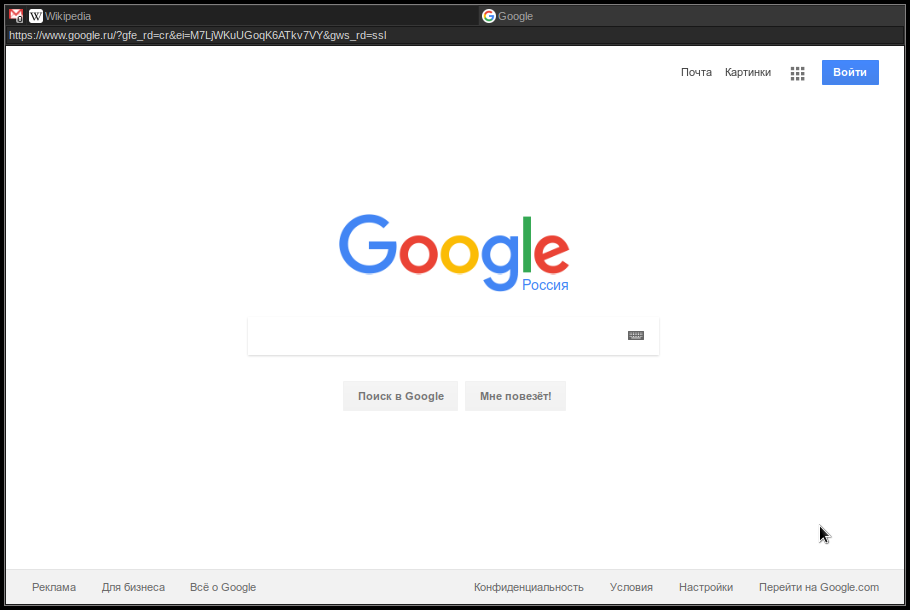 Wikipedia Google
https://www.google.ru/?gfe_rd=cr&ei=M7LjWKuUGoqK6ATkv7VY&gws_rd=ssl
Почта Картинки Войти
Google
Россия
Поиск в Google Мне повезёт!
Реклама Для бизнеса Всё о Google Конфиденциальность Условия Настройки Перейти на Google.com